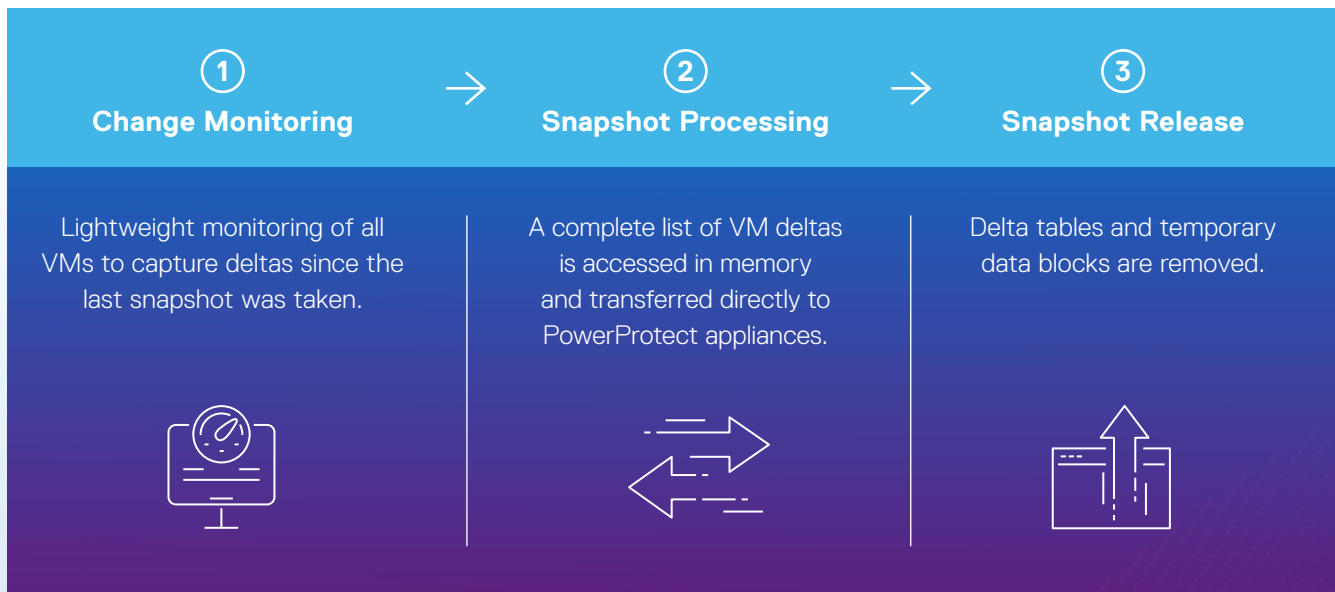 1
Change Monitoring
Lightweight monitoring of all
VMs to capture deltas since the
last snapshot was taken.
2
Snapshot Processing
A complete list of VM deltas
is accessed in memory
and transferred directly to
PowerProtect appliances.
3
Snapshot Release
Delta tables and temporary
data blocks are removed.